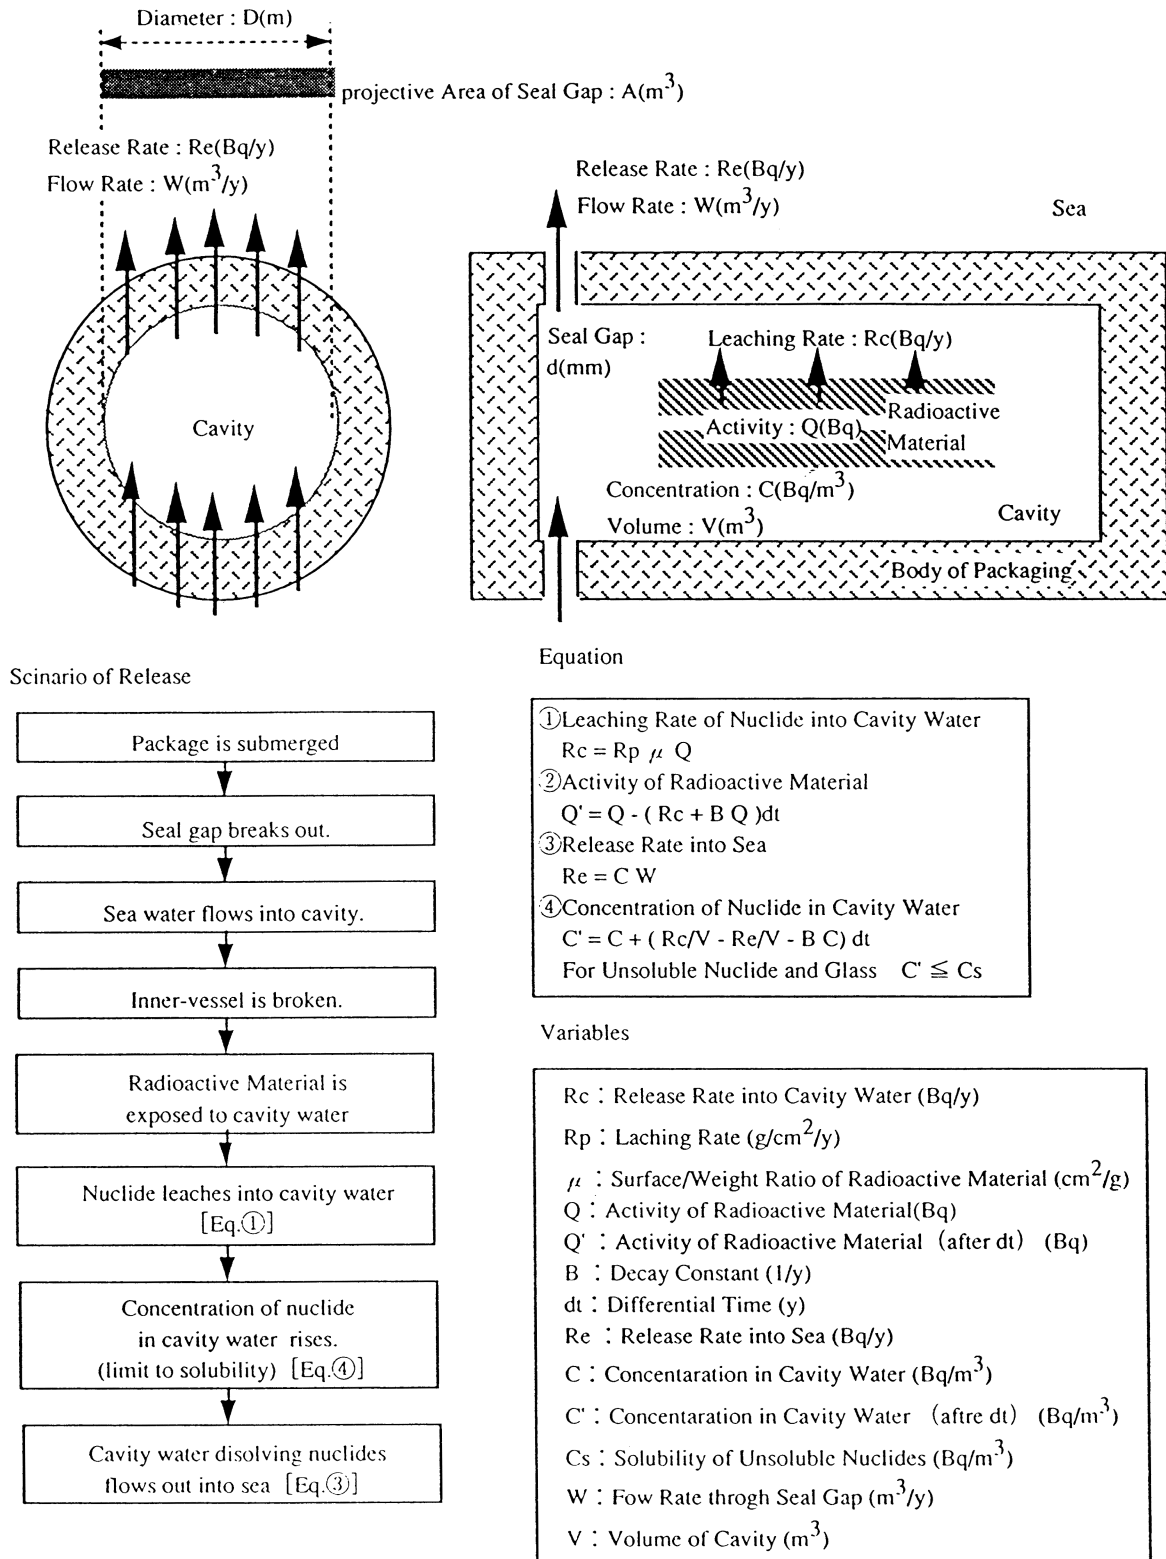 Diameter : D(m)
projective Area of Seal Gap : A(m³)
Release Rate : Re(Bq/y)
Flow Rate : W(m³/y)
Cavity
Release Rate : Re(Bq/y)
Flow Rate : W(m³/y)
Sea
Seal Gap :
d(mm)
Leaching Rate : Rc(Bq/y)
Activity : Q(Bq)
Radioactive
Material
Concentration : C(Bq/m³)
Volume : V(m³)
Cavity
Body of Packaging
Scinario of Release
Package is submerged
Seal gap breaks out.
Sea water flows into cavity.
Inner-vessel is broken.
Radioactive Material is
exposed to cavity water
Nuclide leaches into cavity water
[Eq.①]
Concentration of nuclide
in cavity water rises.
(limit to solubility) [Eq.④]
Cavity water disolving nuclides
flows out into sea [Eq.③]
Equation
①Leaching Rate of Nuclide into Cavity Water
Rc = Rp μ Q
②Activity of Radioactive Material
Q' = Q - ( Rc + B Q )dt
③Release Rate into Sea
Re = C W
④Concentration of Nuclide in Cavity Water
C' = C + ( Rc/V - Re/V - B C) dt
For Unsoluble Nuclide and Glass C' ≦ Cs
Variables
Rc : Release Rate into Cavity Water (Bq/y)
Rp : Laching Rate (g/cm²/y)
μ : Surface/Weight Ratio of Radioactive Material (cm²/g)
Q : Activity of Radioactive Material(Bq)
Q' : Activity of Radioactive Material (after dt) (Bq)
B : Decay Constant (1/y)
dt : Differential Time (y)
Re : Release Rate into Sea (Bq/y)
C : Concentaration in Cavity Water (Bq/m³)
C' : Concentaration in Cavity Water (aftre dt) (Bq/m³)
Cs : Solubility of Unsoluble Nuclides (Bq/m³)
W : Fow Rate throgh Seal Gap (m³/y)
V : Volume of Cavity (m³)